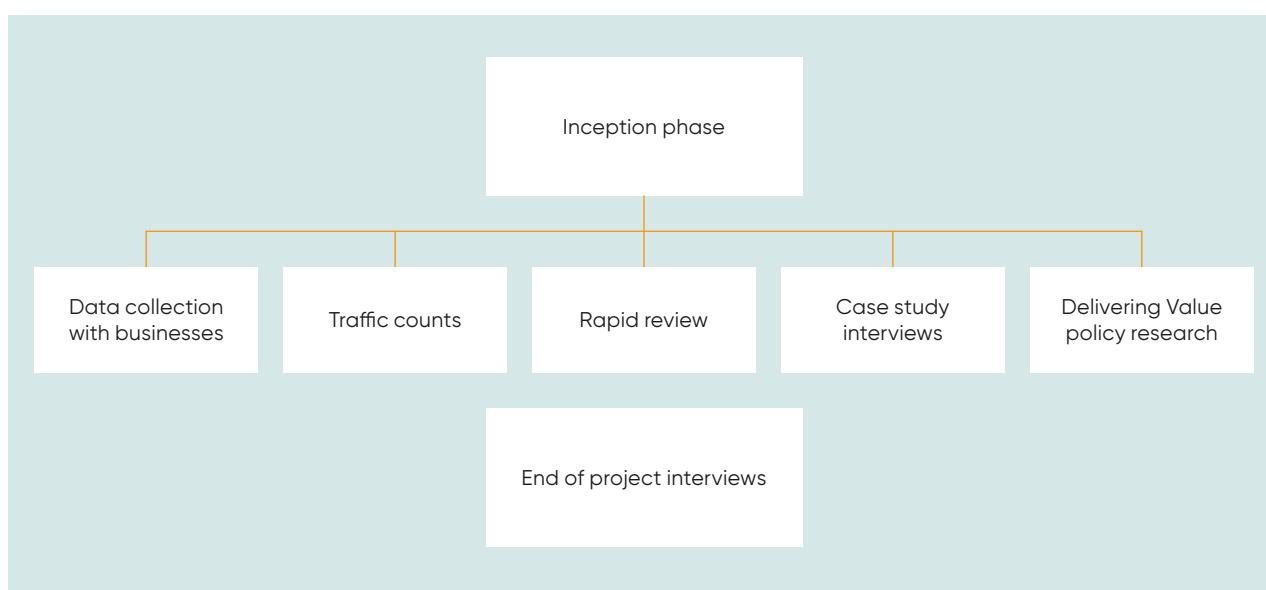 Inception phase
Data collection
with businesses
Traffic counts
Rapid review
Case study
interviews
Delivering Value
policy research
End of project interviews